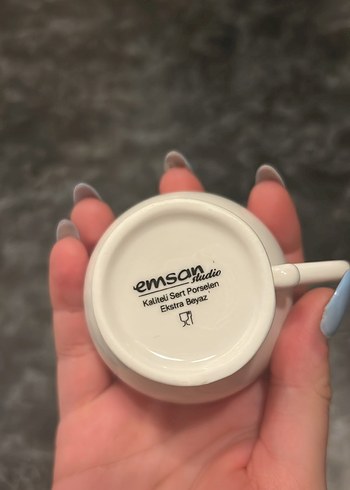 emsan
studio
Kaliteli Sert Porselen
Ekstra Beyaz